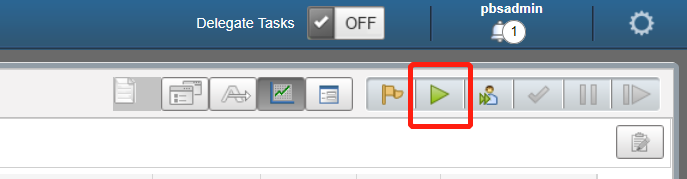 pbsadmin
Delegate Tasks OFF
1